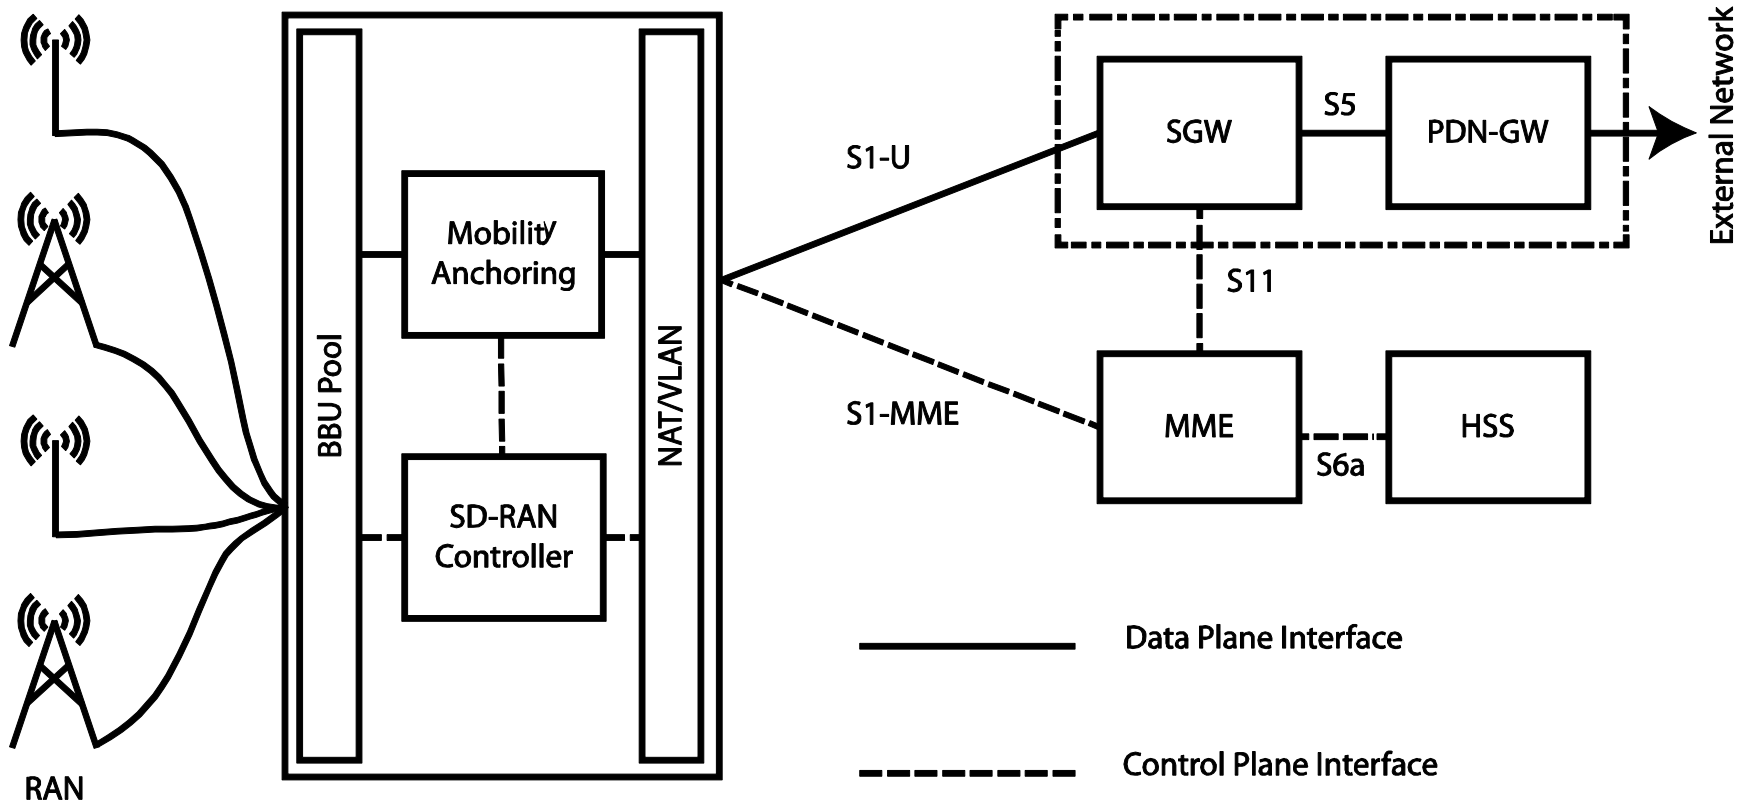 RAN
BBU Pool
Mobility
Anchoring
SD-RAN
Controller
NAT/VLAN
S1-U
S1-MME
SGW
S5
PDN-GW
External Network
S11
MME
S6a
HSS
Data Plane Interface
Control Plane Interface